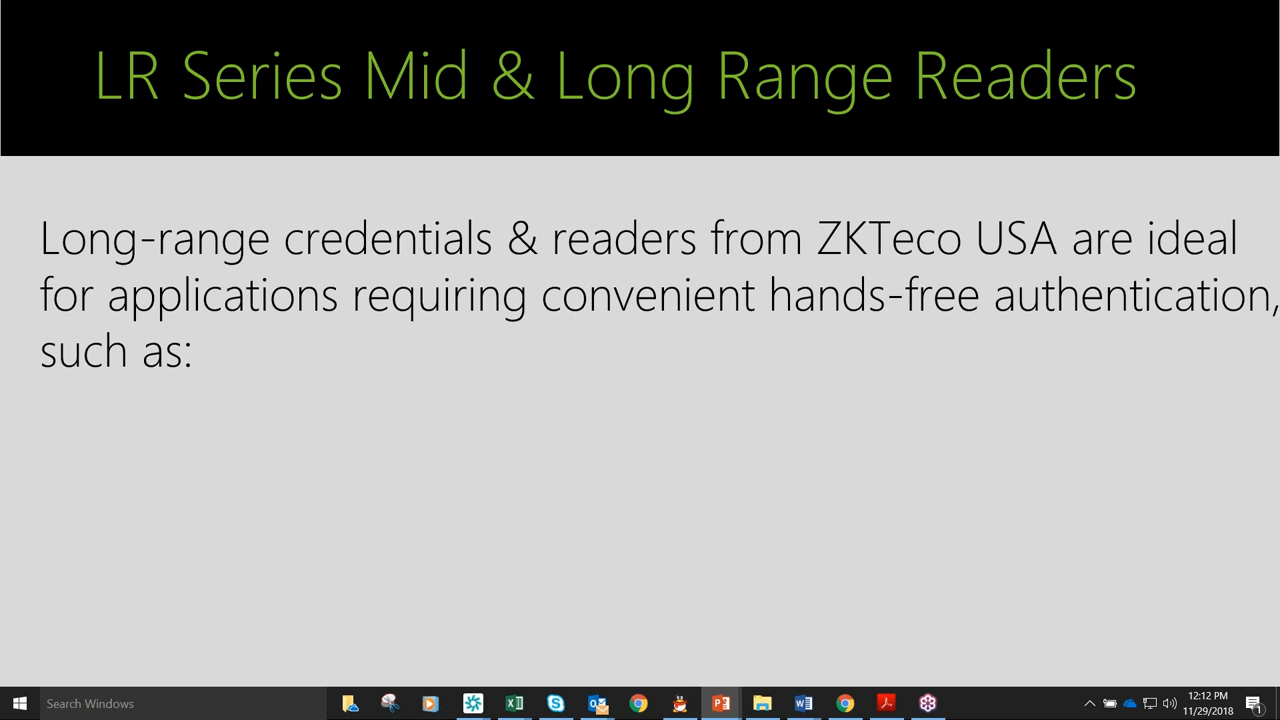 LR Series Mid & Long Range Readers
Long-range credentials & readers from ZKTeco USA are ideal
for applications requiring convenient hands-free authentication,
such as:
Search Windows
12:12 PM
11/29/2018